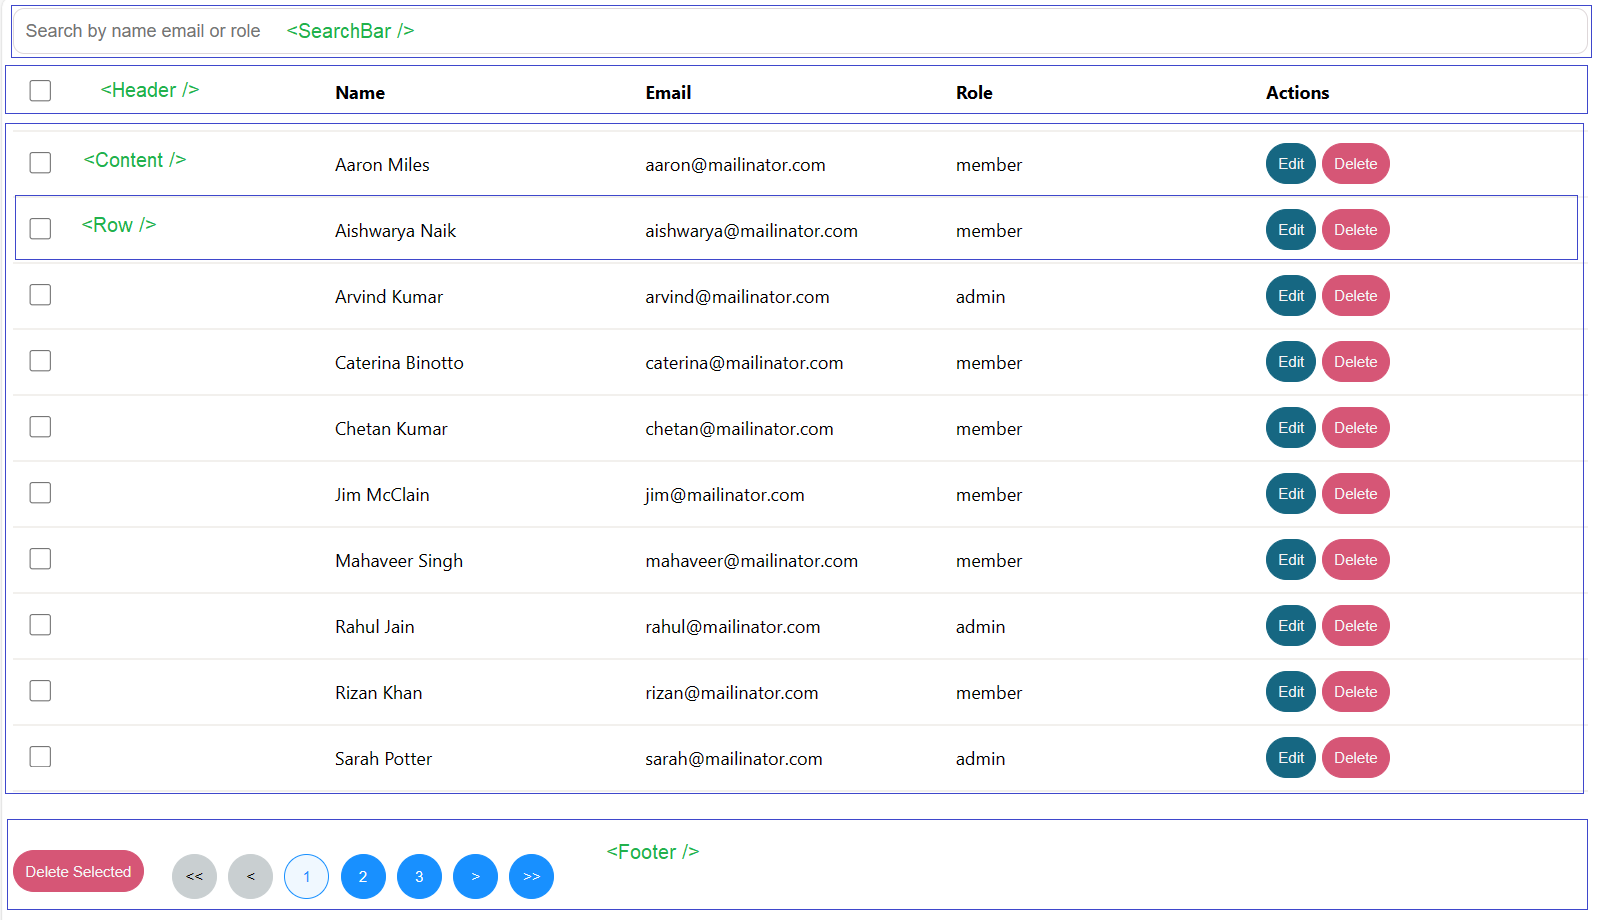 Search by name email or role <SearchBar />
<Header /> Name Email Role Actions
<Content /> Aaron Miles aaron@mailinator.com member Edit Delete
<Row /> Aishwarya Naik aishwarya@mailinator.com member Edit Delete
Arvind Kumar arvind@mailinator.com admin Edit Delete
Caterina Binotto caterina@mailinator.com member Edit Delete
Chetan Kumar chetan@mailinator.com member Edit Delete
Jim McClain jim@mailinator.com member Edit Delete
Mahaveer Singh mahaveer@mailinator.com member Edit Delete
Rahul Jain rahul@mailinator.com admin Edit Delete
Rizan Khan rizan@mailinator.com member Edit Delete
Sarah Potter sarah@mailinator.com admin Edit Delete
<Footer />
Delete Selected << < 1 2 3 > >>